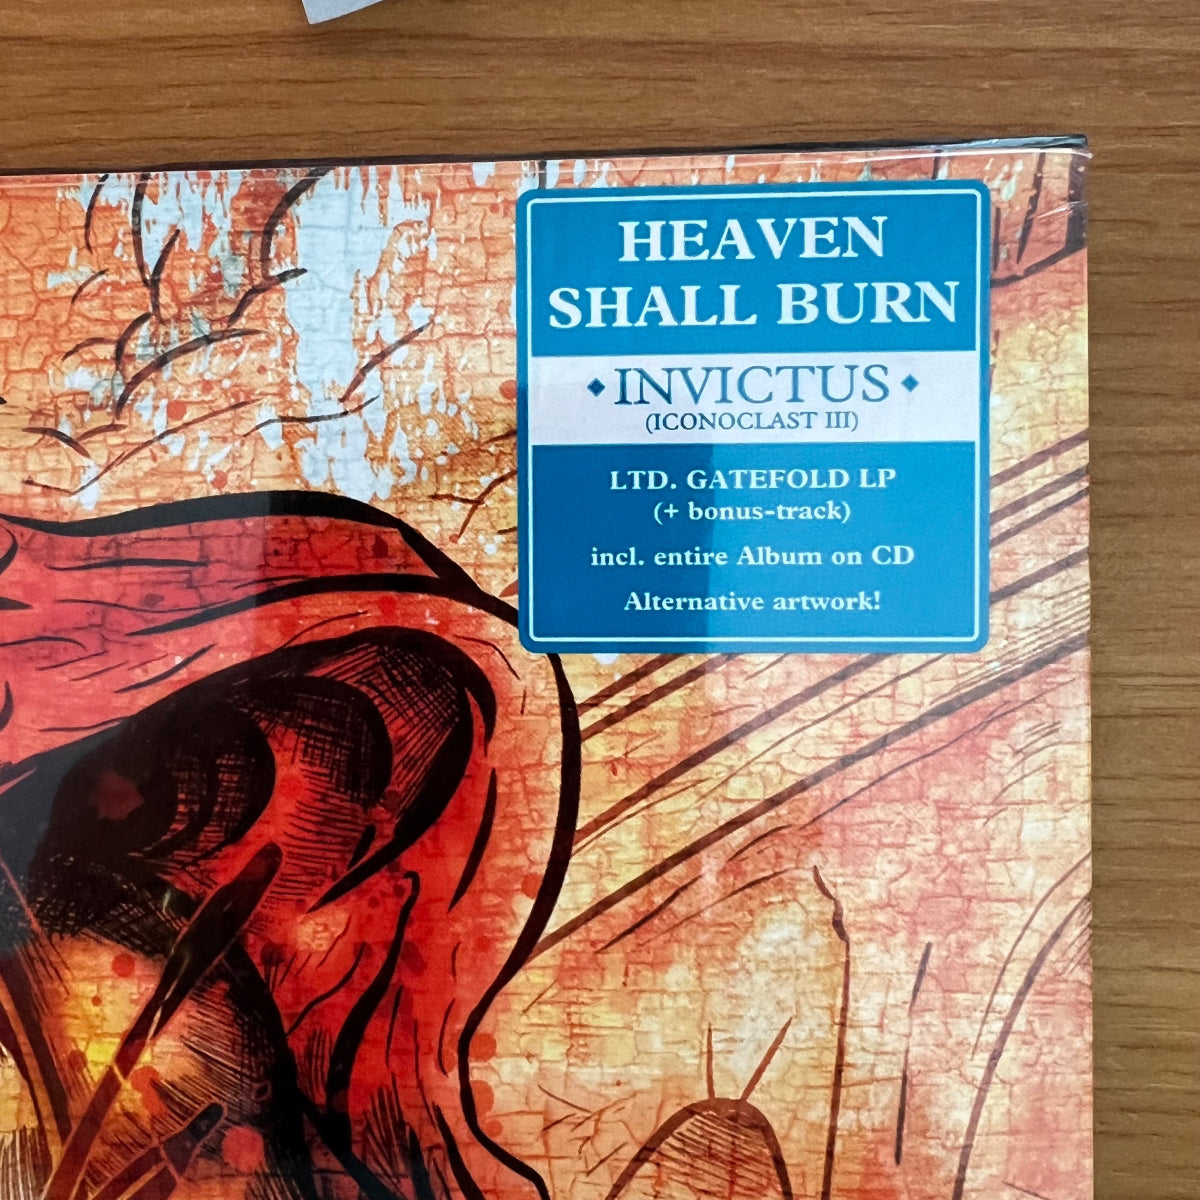 HEAVEN
SHALL BURN
◆INVICTUS◆
(ICONOCLAST III)
LTD. GATEFOLD LP
(+ bonus-track)
incl. entire Album on CD
Alternative artwork!